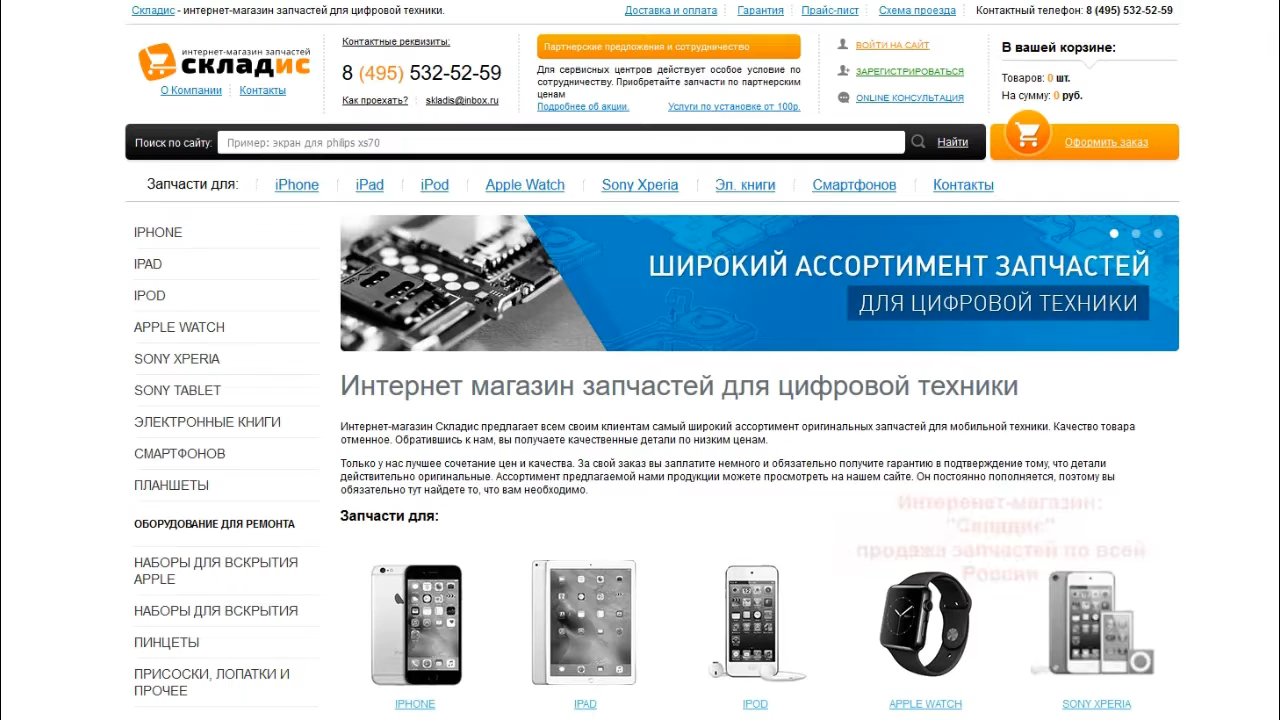 Складис - интернет-магазин запчастей для цифровой техники.
Доставка и оплата
Гарантия
Прайс-лист
Схема проезда
Контактный телефон: 8 (495) 532-52-59
интернет-магазин запчастей
складис
О Компании
Контакты
Контактные реквизиты:
8 (495) 532-52-59
Как проехать?
skladis@inbox.ru
Партнерские предложения и сотрудничество
Для сервисных центров действует особое условие по
сотрудничеству. Приобретайте запчасти по партнерским
ценам
Подробнее об акции.
Услуги по установке от 100р.
ВОЙТИ НА САЙТ
ЗАРЕГИСТРИРОВАТЬСЯ
ONLINE КОНСУЛЬТАЦИЯ
В вашей корзине:
Товаров: 0 шт.
На сумму: 0 руб.
Поиск по сайту:
Пример: экран для philips xs70
Найти
Оформить заказ
Запчасти для:
iPhone
iPad
iPod
Apple Watch
Sony Xperia
Эл. книги
Смартфонов
Контакты
IPHONE
IPAD
IPOD
APPLE WATCH
SONY XPERIA
SONY TABLET
ЭЛЕКТРОННЫЕ КНИГИ
СМАРТФОНОВ
ПЛАНШЕТЫ
ОБОРУДОВАНИЕ ДЛЯ РЕМОНТА
НАБОРЫ ДЛЯ ВСКРЫТИЯ
APPLE
НАБОРЫ ДЛЯ ВСКРЫТИЯ
ПИНЦЕТЫ
ПРИСОСКИ, ЛОПАТКИ И
ПРОЧЕЕ
ШИРОКИЙ АССОРТИМЕНТ ЗАПЧАСТЕЙ
ДЛЯ ЦИФРОВОЙ ТЕХНИКИ
Интернет магазин запчастей для цифровой техники
Интернет-магазин Складис предлагает всем своим клиентам самый широкий ассортимент оригинальных запчастей для мобильной техники. Качество товара
отменное. Обратившись к нам, вы получаете качественные детали по низким ценам.
Только у нас лучшее сочетание цен и качества. За свой заказ вы заплатите немного и обязательно получите гарантию в подтверждение тому, что детали
действительно оригинальные. Ассортимент предлагаемой нами продукции можете просмотреть на нашем сайте. Он постоянно пополняется, поэтому вы
обязательно тут найдете то, что вам необходимо.
Запчасти для:
продажа запчастей по всей
России
IPHONE
IPAD
IPOD
APPLE WATCH
SONY XPERIA